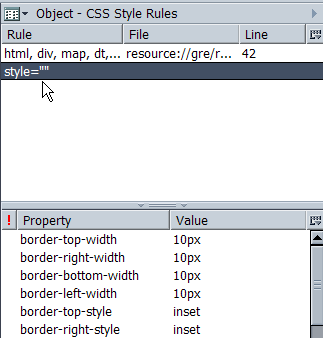 Object - CSS Style Rules
Rule File Line
html, div, map, dt,... resource://gre/r... 42
style=""
! Property Value
border-top-width 10px
border-right-width 10px
border-bottom-width 10px
border-left-width 10px
border-top-style inset
border-right-style inset